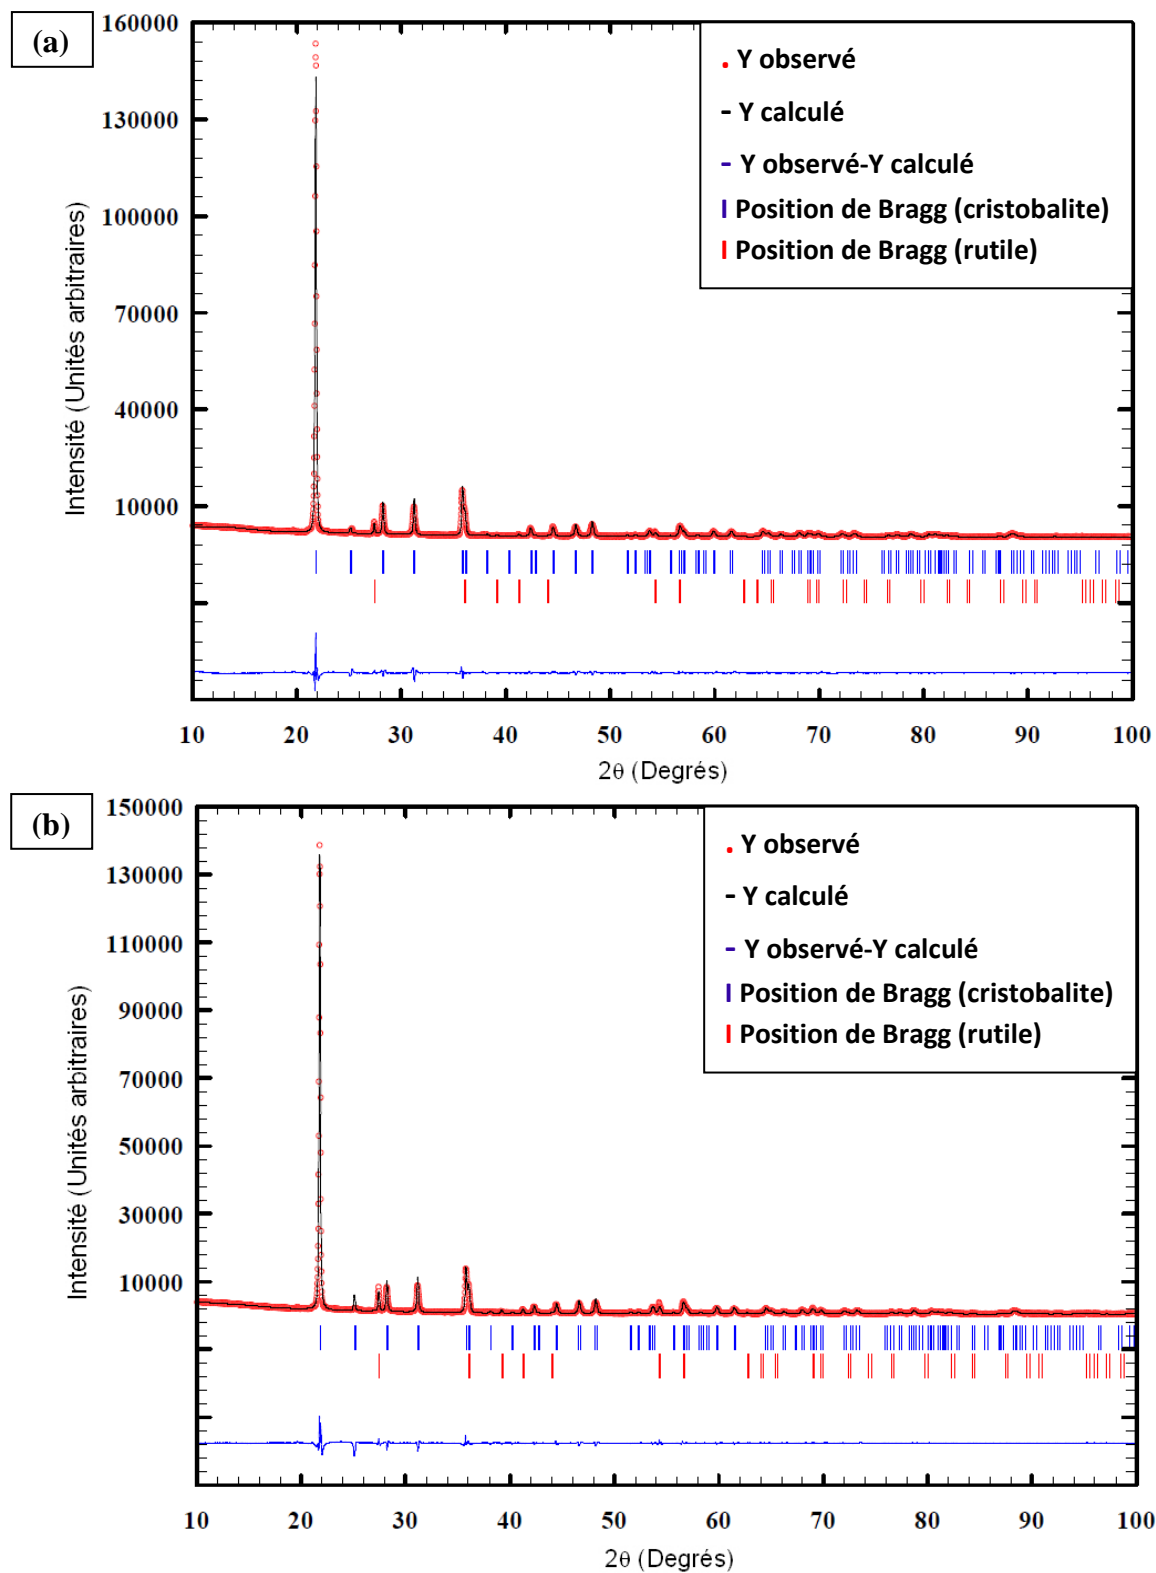 (a)
160000
130000
100000
70000
40000
10000
Intensité (Unités arbitraires)
. Y observé
- Y calculé
- Y observé-Y calculé
I Position de Bragg (cristobalite)
I Position de Bragg (rutile)
10 20 30 40 50 60 70 80 90 100
2θ (Degrés)
(b)
150000
130000
110000
90000
70000
50000
30000
10000
Intensité (Unités arbitraires)
. Y observé
- Y calculé
- Y observé-Y calculé
I Position de Bragg (cristobalite)
I Position de Bragg (rutile)
10 20 30 40 50 60 70 80 90 100
2θ (Degrés)